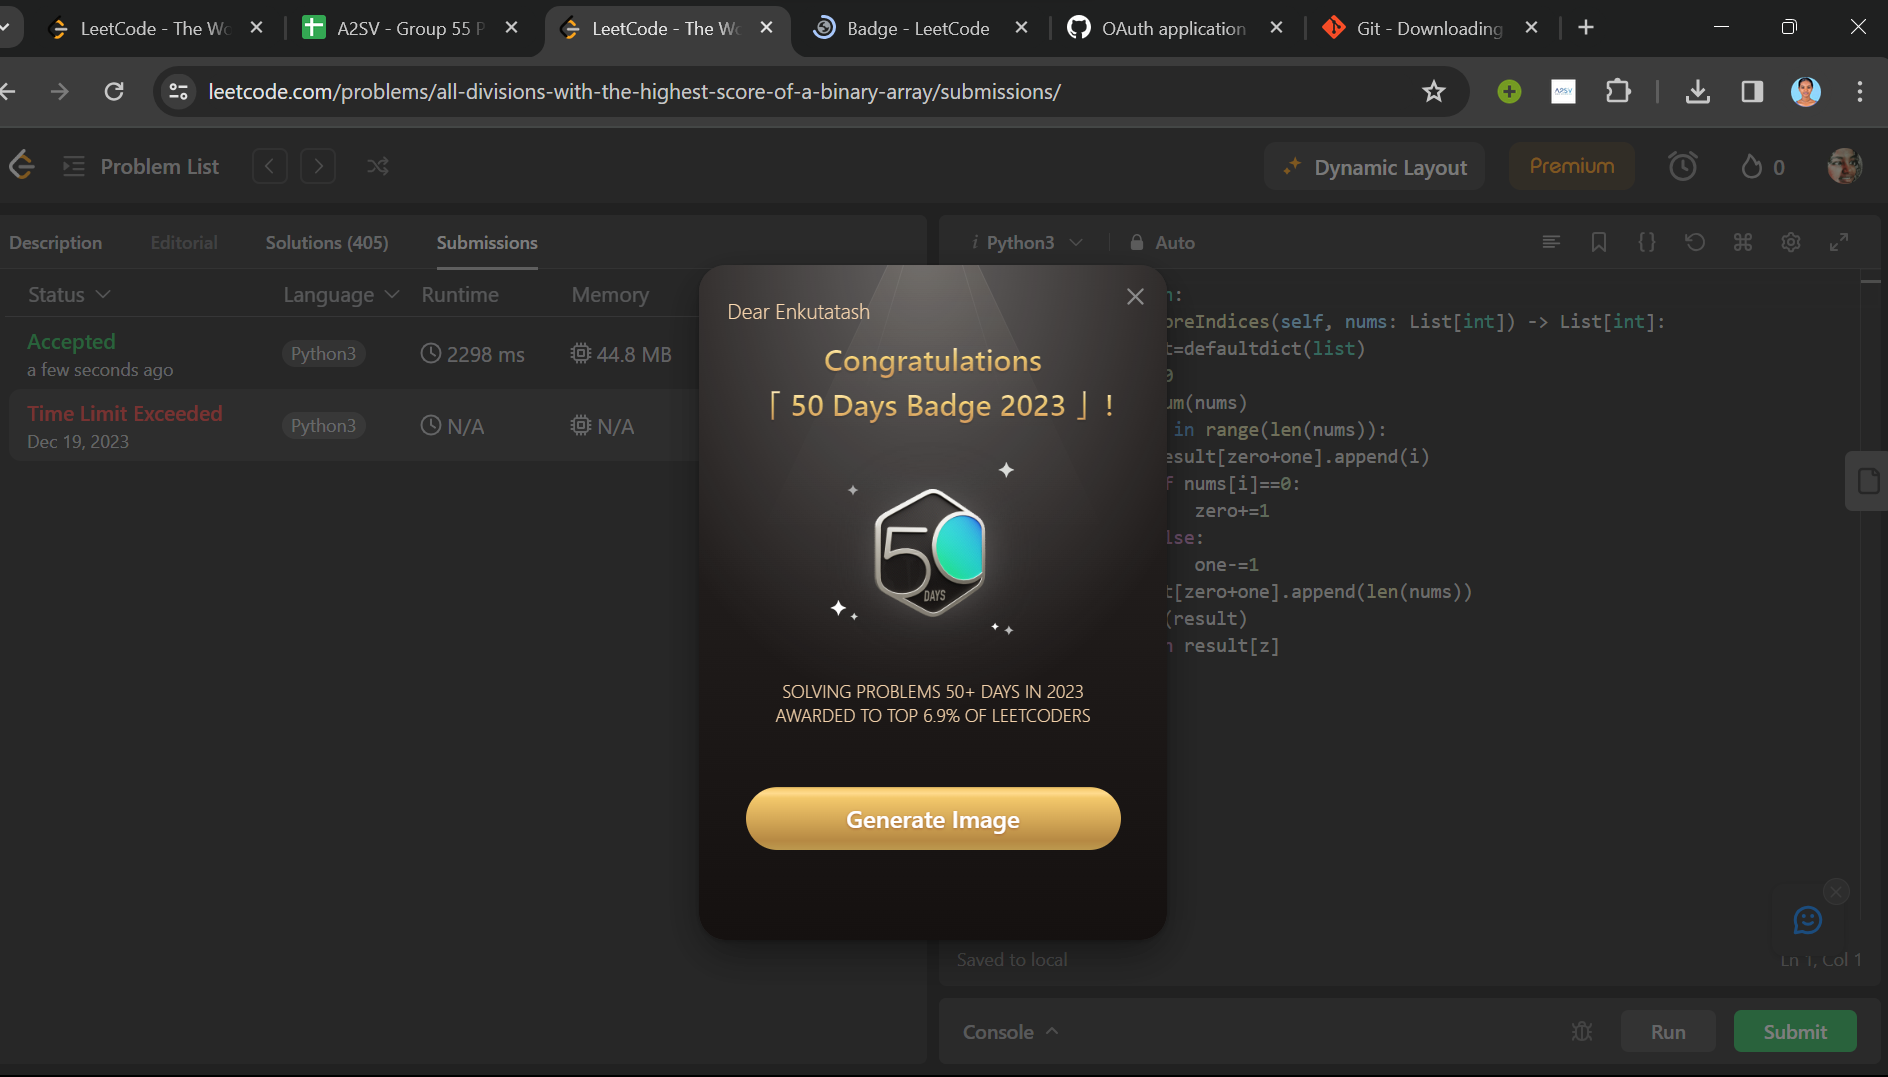 LeetCode - The Wo
A2SV - Group 55 P
LeetCode - The Wo
Badge - LeetCode
OAuth application
Git - Downloading
leetcode.com/problems/all-divisions-with-the-highest-score-of-a-binary-array/submissions/
A2SV
Problem List
Dynamic Layout
Premium
0
Description
Editorial
Solutions (405)
Submissions
i Python3
Auto
Status
Language
Runtime
Memory
Accepted
Python3
2298 ms
44.8 MB
a few seconds ago
Time Limit Exceeded
Python3
N/A
N/A
Dec 19, 2023
Dear Enkutatash
Congratulations
「 50 Days Badge 2023 」 !
50
DAYS
SOLVING PROBLEMS 50+ DAYS IN 2023
AWARDED TO TOP 6.9% OF LEETCODERS
Generate Image
n:
oreIndices(self, nums: List[int]) -> List[int]:
t=defaultdict(list)
0
um(nums)
in range(len(nums)):
esult[zero+one].append(i)
f nums[i]==0:
zero+=1
lse:
one-=1
t[zero+one].append(len(nums))
(result)
n result[z]
Saved to local
Ln 1, Col 1
Console
Run
Submit